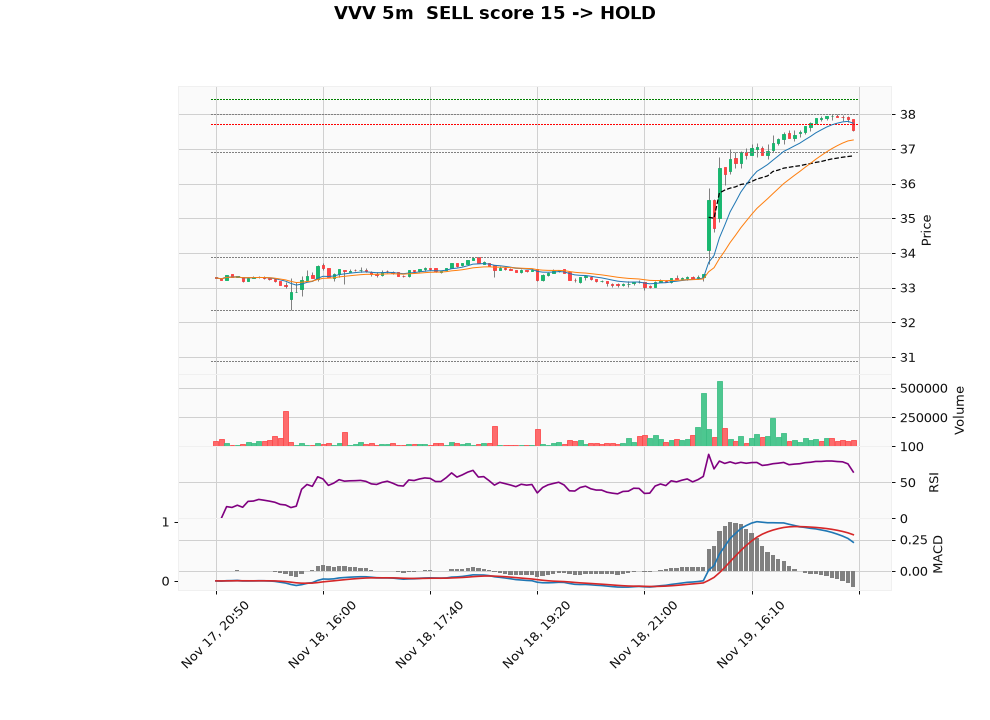 VVV 5m  SELL score 15 -> HOLD
38
37
36
35
34
33
32
31
Price
500000
250000
Volume
100
50
0
RSI
1
0
0.25
0.00
MACD
Nov 17, 20:50
Nov 18, 16:00
Nov 18, 17:40
Nov 18, 19:20
Nov 18, 21:00
Nov 19, 16:10